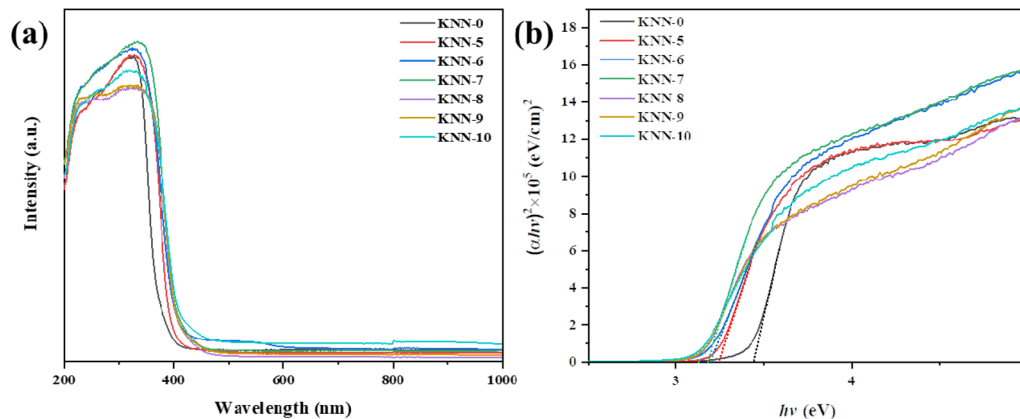 (a)
KNN-0
KNN-5
KNN-6
KNN-7
KNN-8
KNN-9
KNN-10
Intensity (a.u.)
200
400
600
800
1000
Wavelength (nm)
(b)
KNN-0
KNN-5
KNN-6
KNN-7
KNN 8
KNN-9
KNN-10
(αhv)²×10⁵ (eV/cm)²
18
16
14
12
10
8
6
4
2
0
3
4
hv (eV)